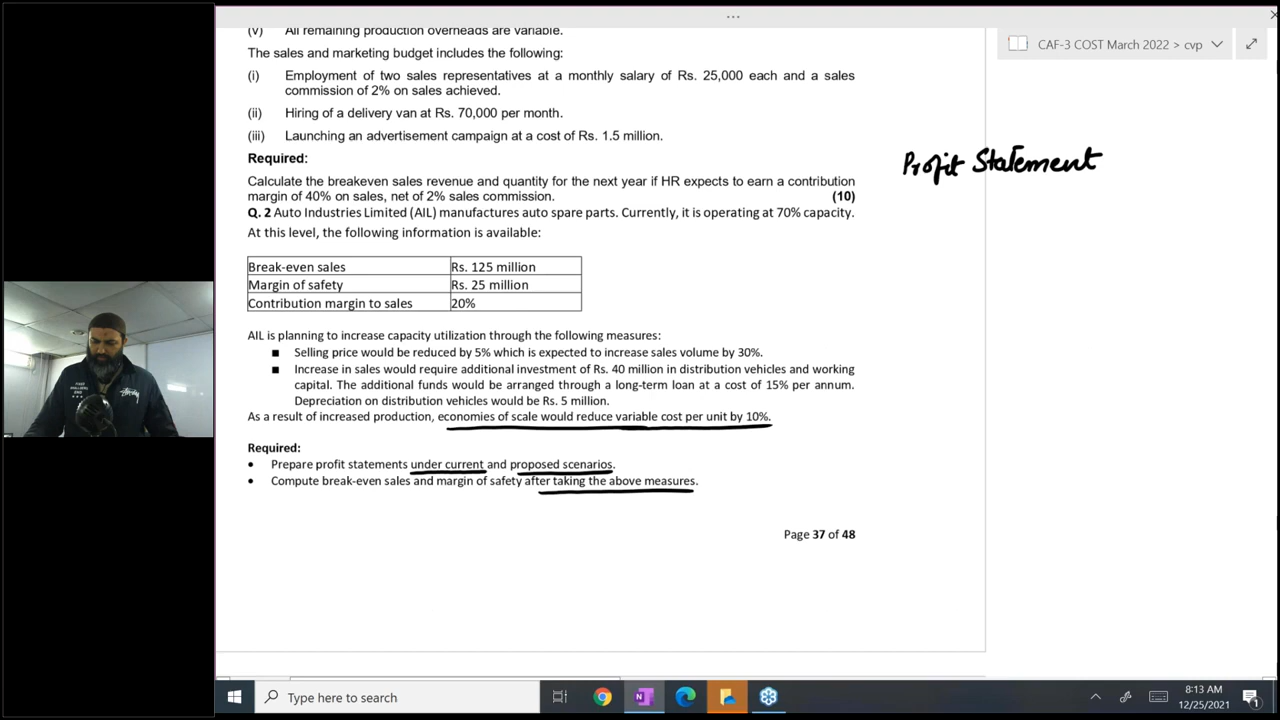 ...
CAF-3 COST March 2022 > cvp
(v) All remaining production overheads are variable.
The sales and marketing budget includes the following:
(i) Employment of two sales representatives at a monthly salary of Rs. 25,000 each and a sales
commission of 2% on sales achieved.
(ii) Hiring of a delivery van at Rs. 70,000 per month.
(iii) Launching an advertisement campaign at a cost of Rs. 1.5 million.
Required:
Profit Statement
Calculate the breakeven sales revenue and quantity for the next year if HR expects to earn a contribution
margin of 40% on sales, net of 2% sales commission. (10)
Q. 2 Auto Industries Limited (AIL) manufactures auto spare parts. Currently, it is operating at 70% capacity.
At this level, the following information is available:
Break-even sales Rs. 125 million
Margin of safety Rs. 25 million
Contribution margin to sales 20%
AIL is planning to increase capacity utilization through the following measures:
■ Selling price would be reduced by 5% which is expected to increase sales volume by 30%.
■ Increase in sales would require additional investment of Rs. 40 million in distribution vehicles and working
capital. The additional funds would be arranged through a long-term loan at a cost of 15% per annum.
Depreciation on distribution vehicles would be Rs. 5 million.
As a result of increased production, economies of scale would reduce variable cost per unit by 10%.
Required:
• Prepare profit statements under current and proposed scenarios.
• Compute break-even sales and margin of safety after taking the above measures.
Page 37 of 48
Type here to search
8:13 AM
12/25/2021